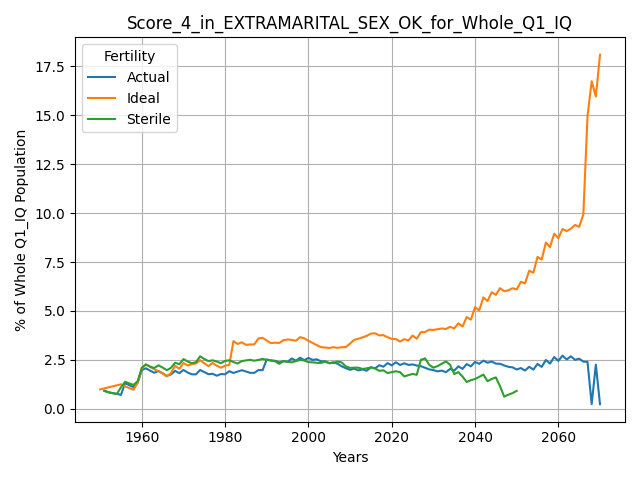 Score_4_in_EXTRAMARITAL_SEX_OK_for_Whole_Q1_IQ
Fertility
Actual
Ideal
Sterile
% of Whole Q1_IQ Population
17.5
15.0
12.5
10.0
7.5
5.0
2.5
0.0
1960 1980 2000 2020 2040 2060
Years